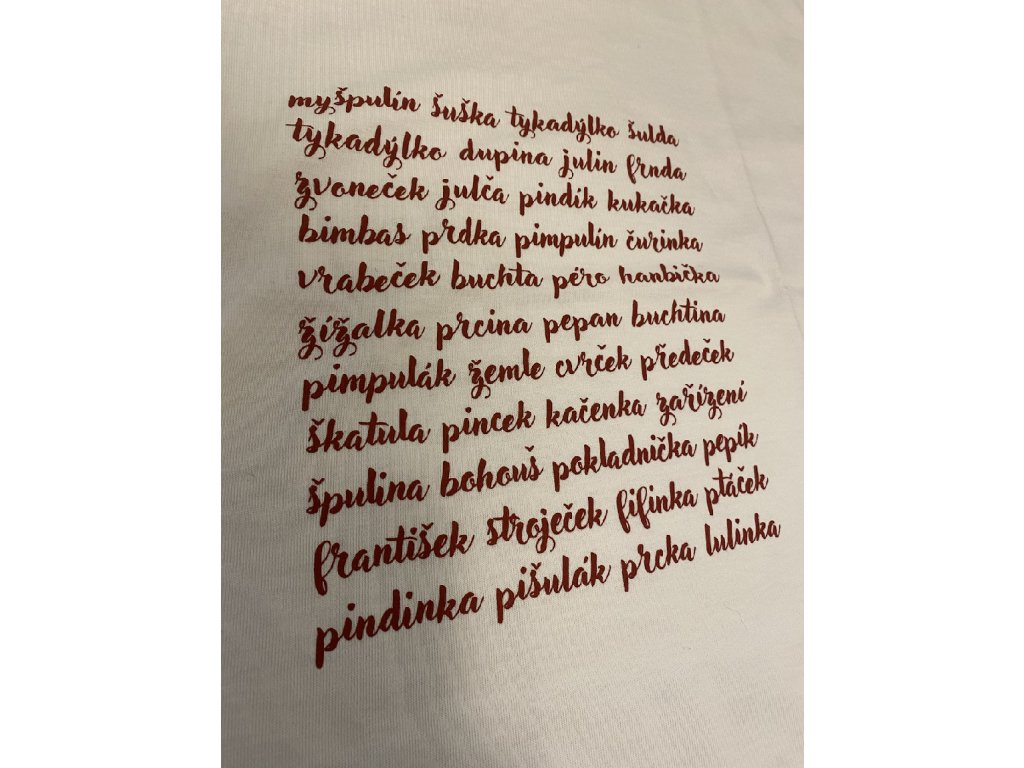 myšpulín šuška tykadýlko šulda
tykadýlko dupina julin frnda
zvoneček julča pindík kukačka
bimbas prdka pimpulín čurinka
vrabeček buchta péro hanbička
žížalka prcina pepan buchtina
pimpulák žemle cvrček předeček
škatula pincek kačenka zařízení
špulina bohouš pokladnička pepík
františek stroječek fifinka ptáček
pindinka pišulák prcka lulinka